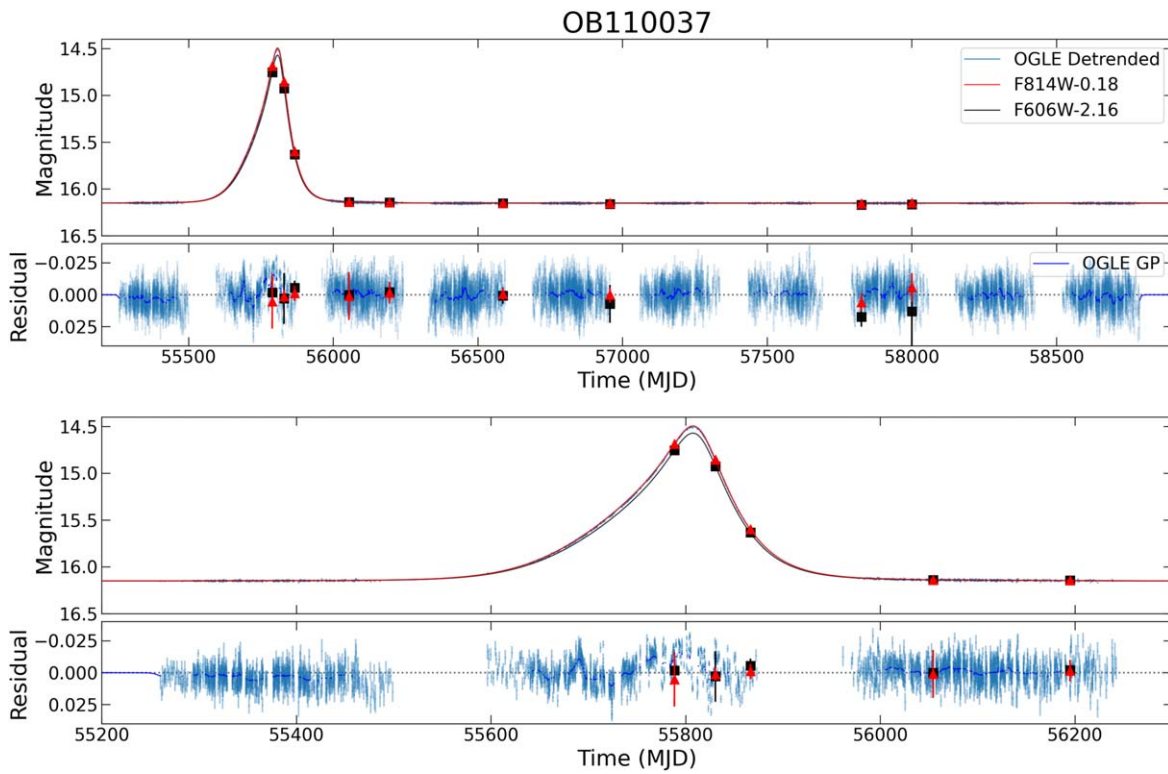 OB110037
14.5
15.0
15.5
16.0
16.5
Magnitude
OGLE Detrended
F814W-0.18
F606W-2.16
−0.025
0.000
0.025
Residual
OGLE GP
55500 56000 56500 57000 57500 58000 58500
Time (MJD)
14.5
15.0
15.5
16.0
16.5
Magnitude
−0.025
0.000
0.025
Residual
55200 55400 55600 55800 56000 56200
Time (MJD)